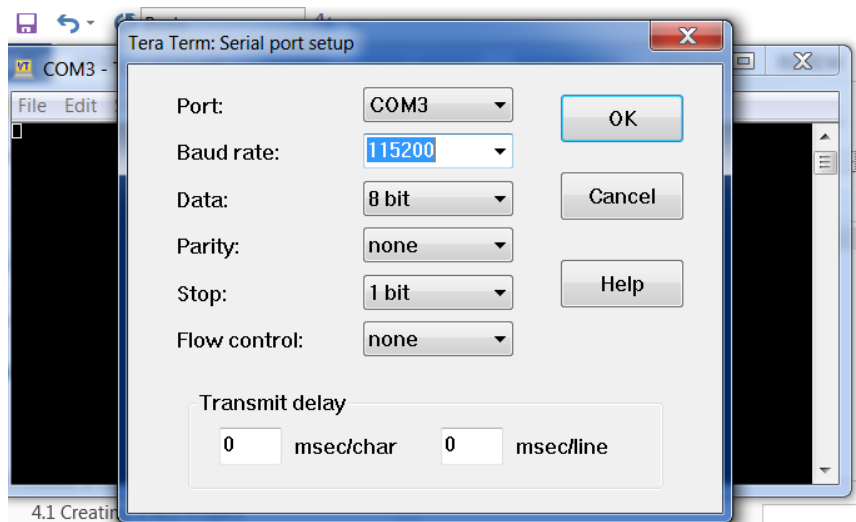 Tera Term: Serial port setup
COM3 -
File Edit
Port: COM3 OK
Baud rate: 115200
Data: 8 bit Cancel
Parity: none
Stop: 1 bit Help
Flow control: none
Transmit delay
0 msec/char 0 msec/line
4.1